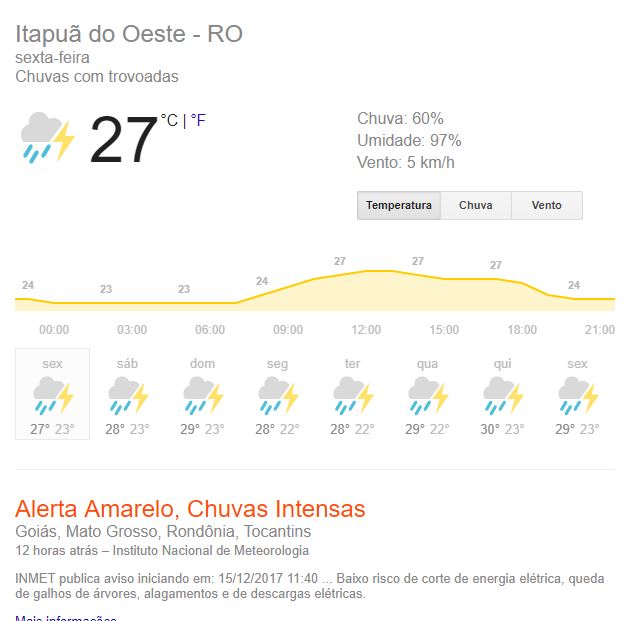 Itapuã do Oeste - RO
sexta-feira
Chuvas com trovoadas
27 °C | °F
Chuva: 60%
Umidade: 97%
Vento: 5 km/h
Temperatura Chuva Vento
24 23 23 24 27 27 27 24
00:00 03:00 06:00 09:00 12:00 15:00 18:00 21:00
sex sáb dom seg ter qua qui sex
27° 23° 28° 23° 29° 23° 28° 22° 28° 22° 29° 22° 30° 23° 29° 23°
Alerta Amarelo, Chuvas Intensas
Goiás, Mato Grosso, Rondônia, Tocantins
12 horas atrás – Instituto Nacional de Meteorologia
INMET publica aviso iniciando em: 15/12/2017 11:40 ... Baixo risco de corte de energia elétrica, queda
de galhos de árvores, alagamentos e de descargas elétricas.
Mais informações